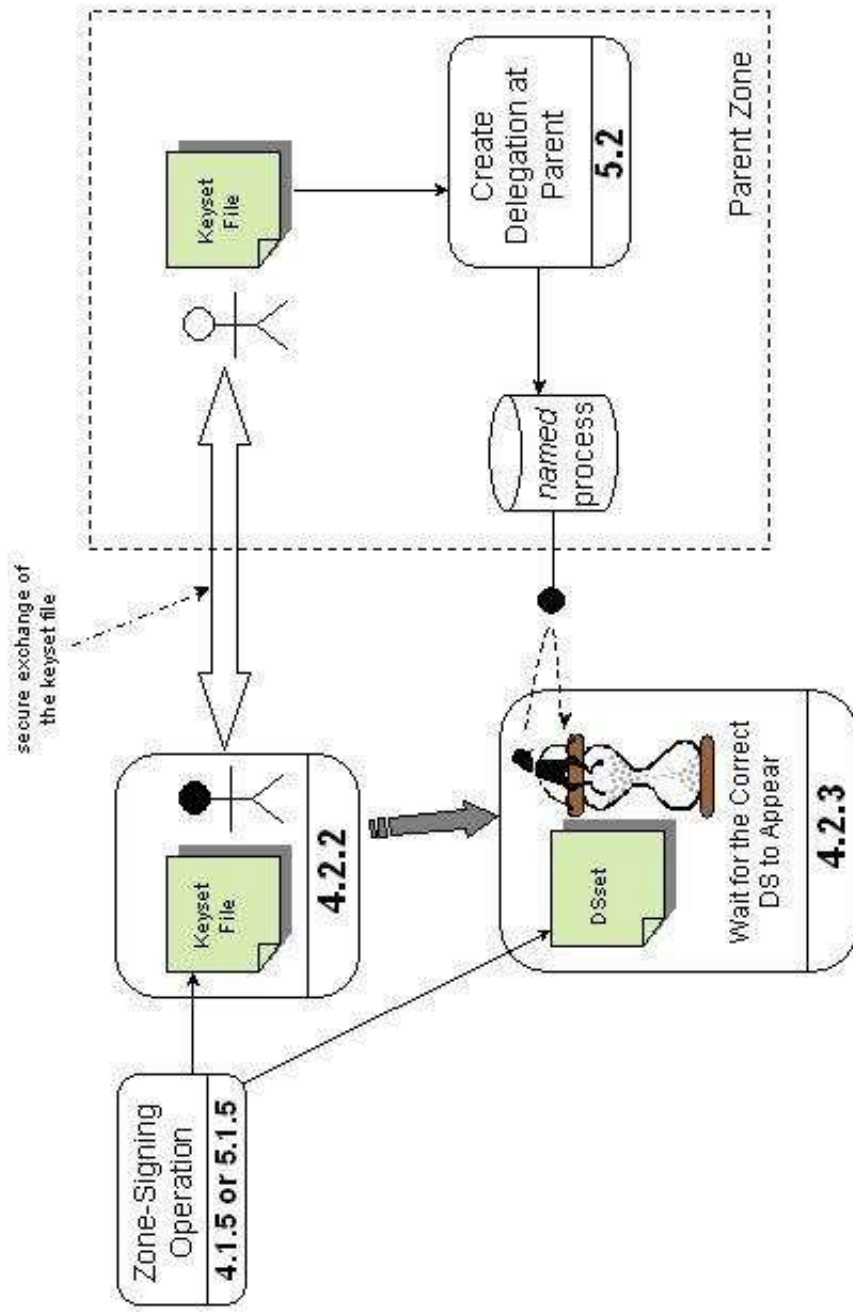 Zone-Signing
Operation
4.1.5 or 5.1.5
Keyset
File
4.2.2
secure exchange of
the keyset file
Keyset
File
Create
Delegation at
Parent
5.2
named
process
Parent Zone
DSset
Wait for the Correct
DS to Appear
4.2.3